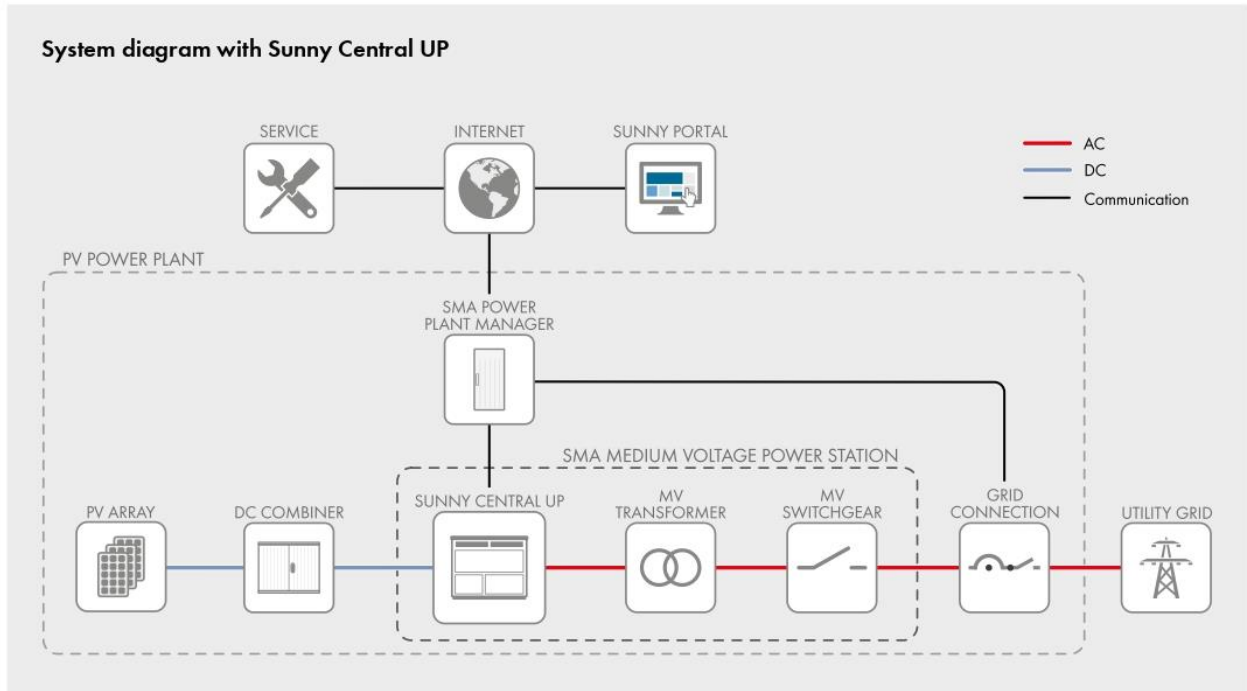 System diagram with Sunny Central UP
SERVICE
INTERNET
SUNNY PORTAL
AC
DC
Communication
PV POWER PLANT
SMA POWER
PLANT MANAGER
SMA MEDIUM VOLTAGE POWER STATION
PV ARRAY
DC COMBINER
SUNNY CENTRAL UP
MV
TRANSFORMER
MV
SWITCHGEAR
GRID
CONNECTION
UTILITY GRID